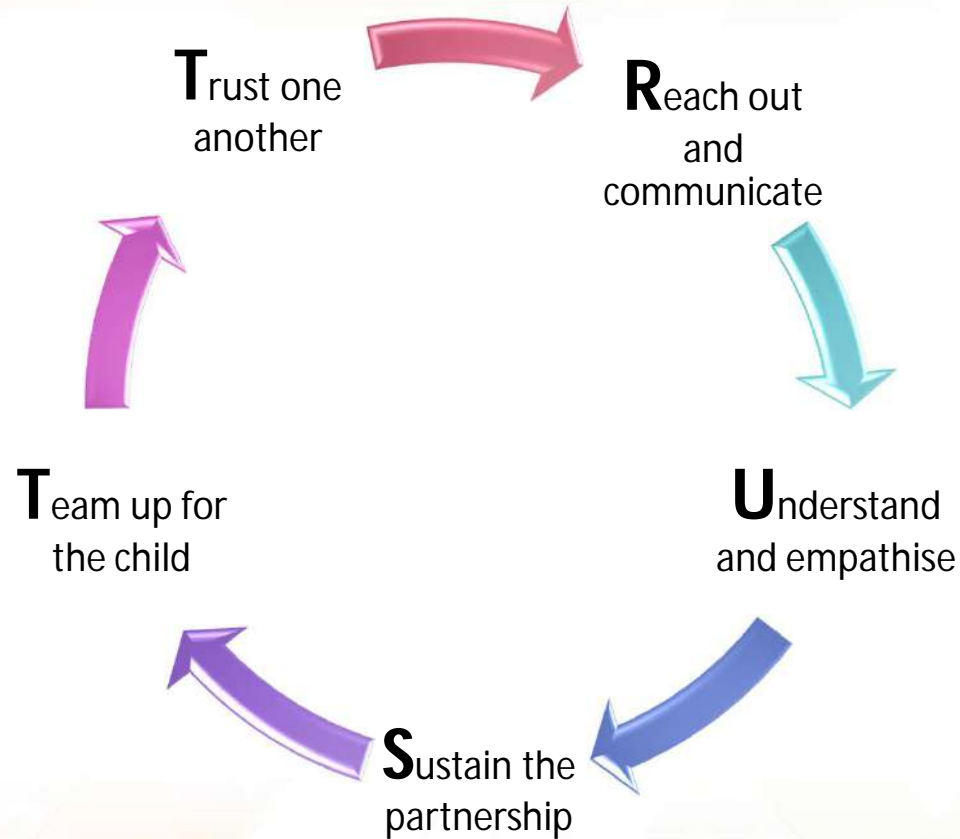 Trust one
another
Reach out
and
communicate
Understand
and empathise
Sustain the
partnership
Team up for
the child